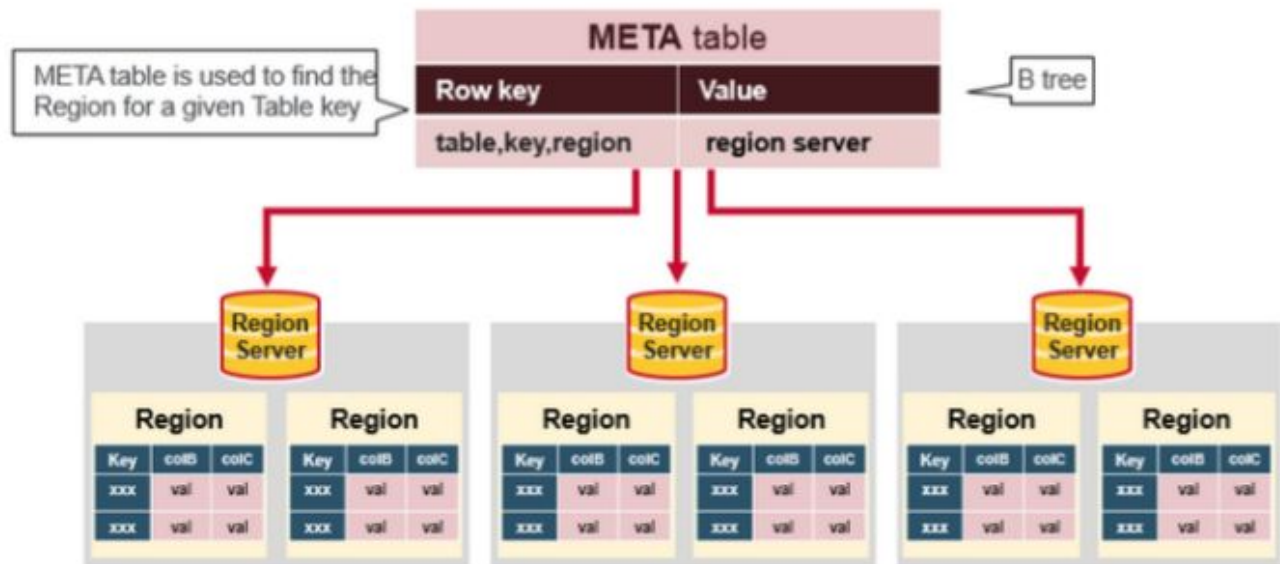 META table
META table is used to find the
Region for a given Table key
B tree
Row key Value
table,key,region region server
Region
Server
Region
Server
Region
Server
Region Region Region Region Region Region
Key colB colC Key colB colC Key colB colC Key colB colC Key colB colC Key colB colC
xxx val val xxx val val xxx val val xxx val val xxx val val xxx val val
xxx val val xxx val val xxx val val xxx val val xxx val val xxx val val